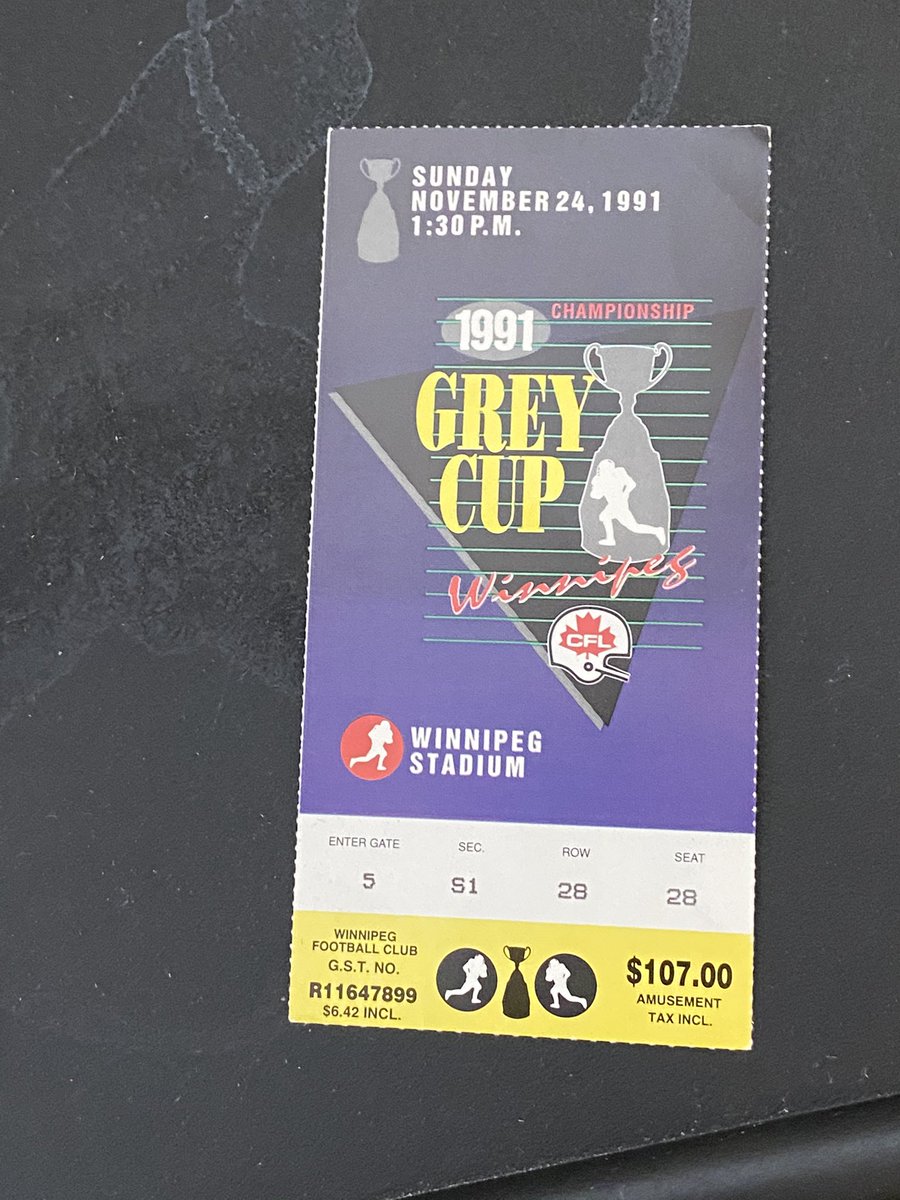 SUNDAY
NOVEMBER 24, 1991
1:30 P.M.
1991 CHAMPIONSHIP
GREY
CUP
Winnipeg
CFL
WINNIPEG
STADIUM
ENTER GATE SEC. ROW SEAT
5 S1 28 28
WINNIPEG
FOOTBALL CLUB
G.S.T. NO.
R11647899
$6.42 INCL.
$107.00
AMUSEMENT
TAX INCL.